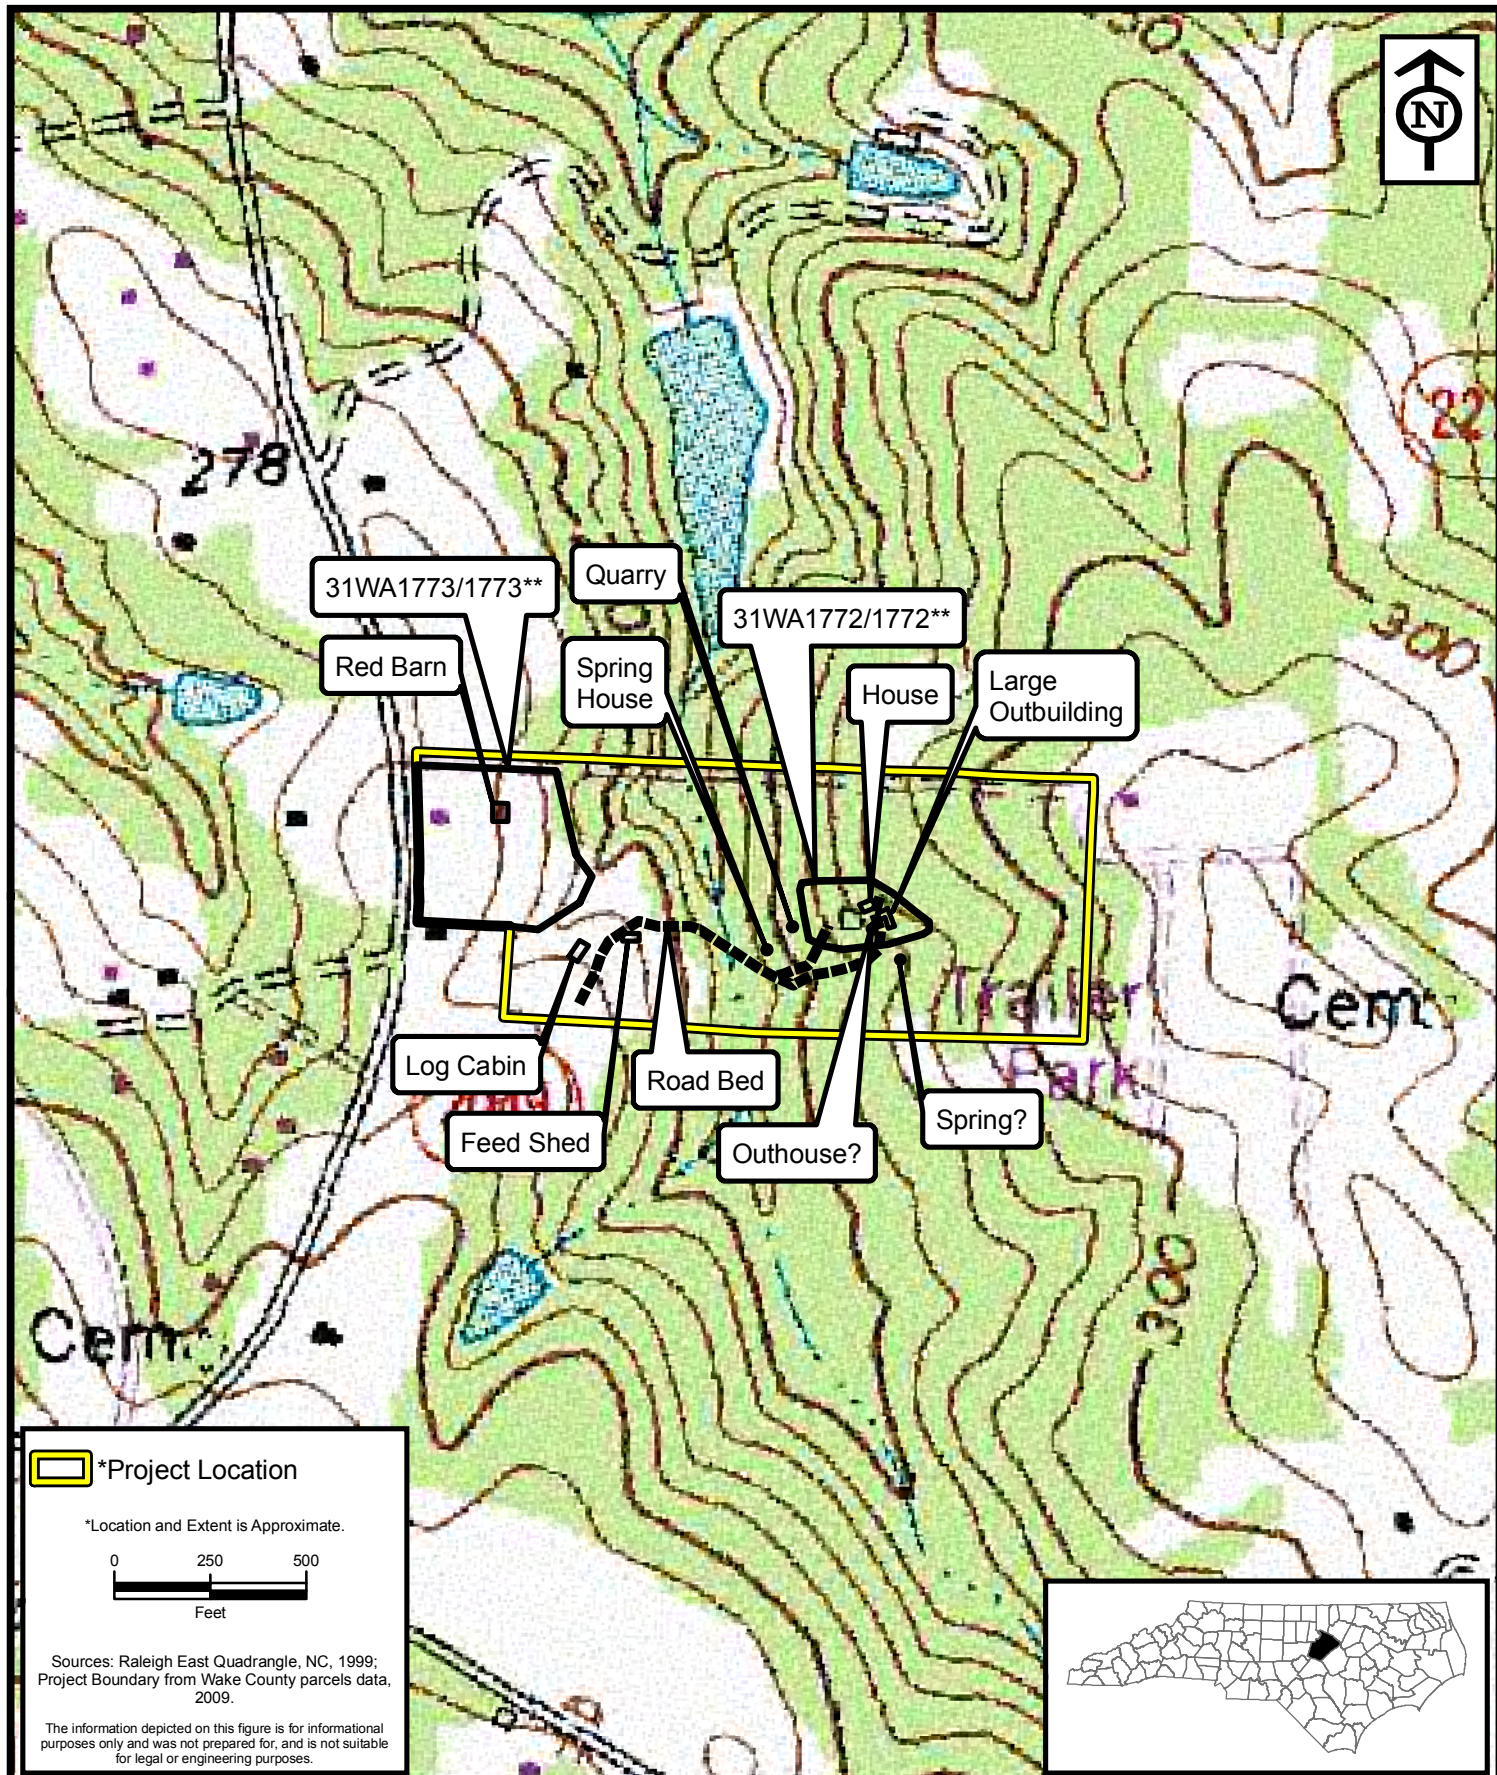 N
22
278
300
31WA1773/1773**
Quarry
31WA1772/1772**
Red Barn
Spring
House
House
Large
Outbuilding
Trailer
Park
Cem
Log Cabin
Road Bed
Feed Shed
Outhouse?
Spring?
300
Cem
*Project Location
*Location and Extent is Approximate.
0 250 500
Feet
Sources: Raleigh East Quadrangle, NC, 1999;
Project Boundary from Wake County parcels data,
2009.
The information depicted on this figure is for informational
purposes only and was not prepared for, and is not suitable
for legal or engineering purposes.